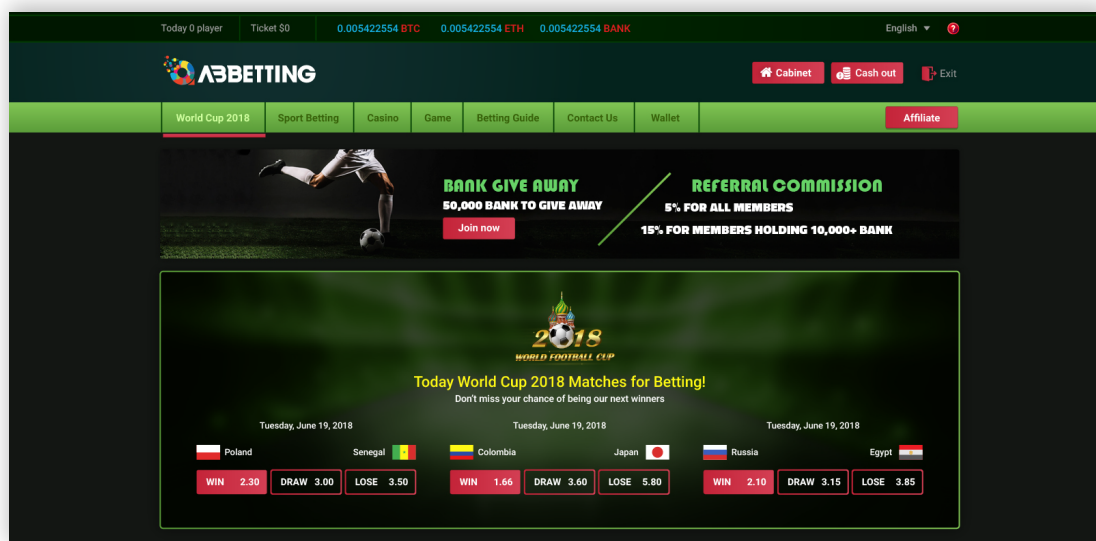 Today 0 player Ticket $0 0.005422554 BTC 0.005422554 ETH 0.005422554 BANK English ?
ABBETTING Cabinet Cash out Exit
World Cup 2018 Sport Betting Casino Game Betting Guide Contact Us Wallet Affiliate
BANK GIVE AWAY REFERRAL COMMISSION
50,000 BANK TO GIVE AWAY 5% FOR ALL MEMBERS
Join now 15% FOR MEMBERS HOLDING 10,000+ BANK
2018
WORLD FOOTBALL CUP
Today World Cup 2018 Matches for Betting!
Don't miss your chance of being our next winners
Tuesday, June 19, 2018 Tuesday, June 19, 2018 Tuesday, June 19, 2018
Poland Senegal Colombia Japan Russia Egypt
WIN 2.30 DRAW 3.00 LOSE 3.50 WIN 1.66 DRAW 3.60 LOSE 5.80 WIN 2.10 DRAW 3.15 LOSE 3.85